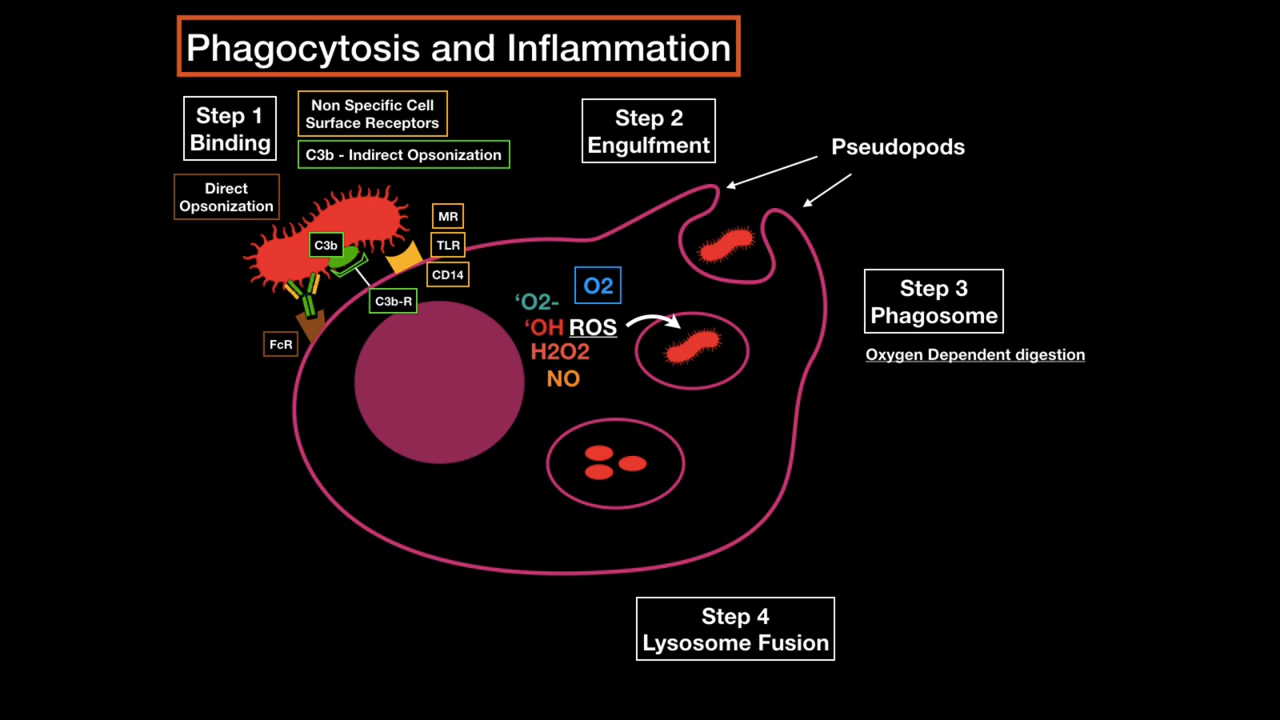 Phagocytosis and Inflammation
Step 1
Binding
Non Specific Cell
Surface Receptors
C3b - Indirect Opsonization
Direct
Opsonization
Step 2
Engulfment
Pseudopods
MR
C3b
TLR
CD14
C3b-R
FcR
O2
‘O2-
‘OH ROS
H2O2
NO
Step 3
Phagosome
Oxygen Dependent digestion
Step 4
Lysosome Fusion